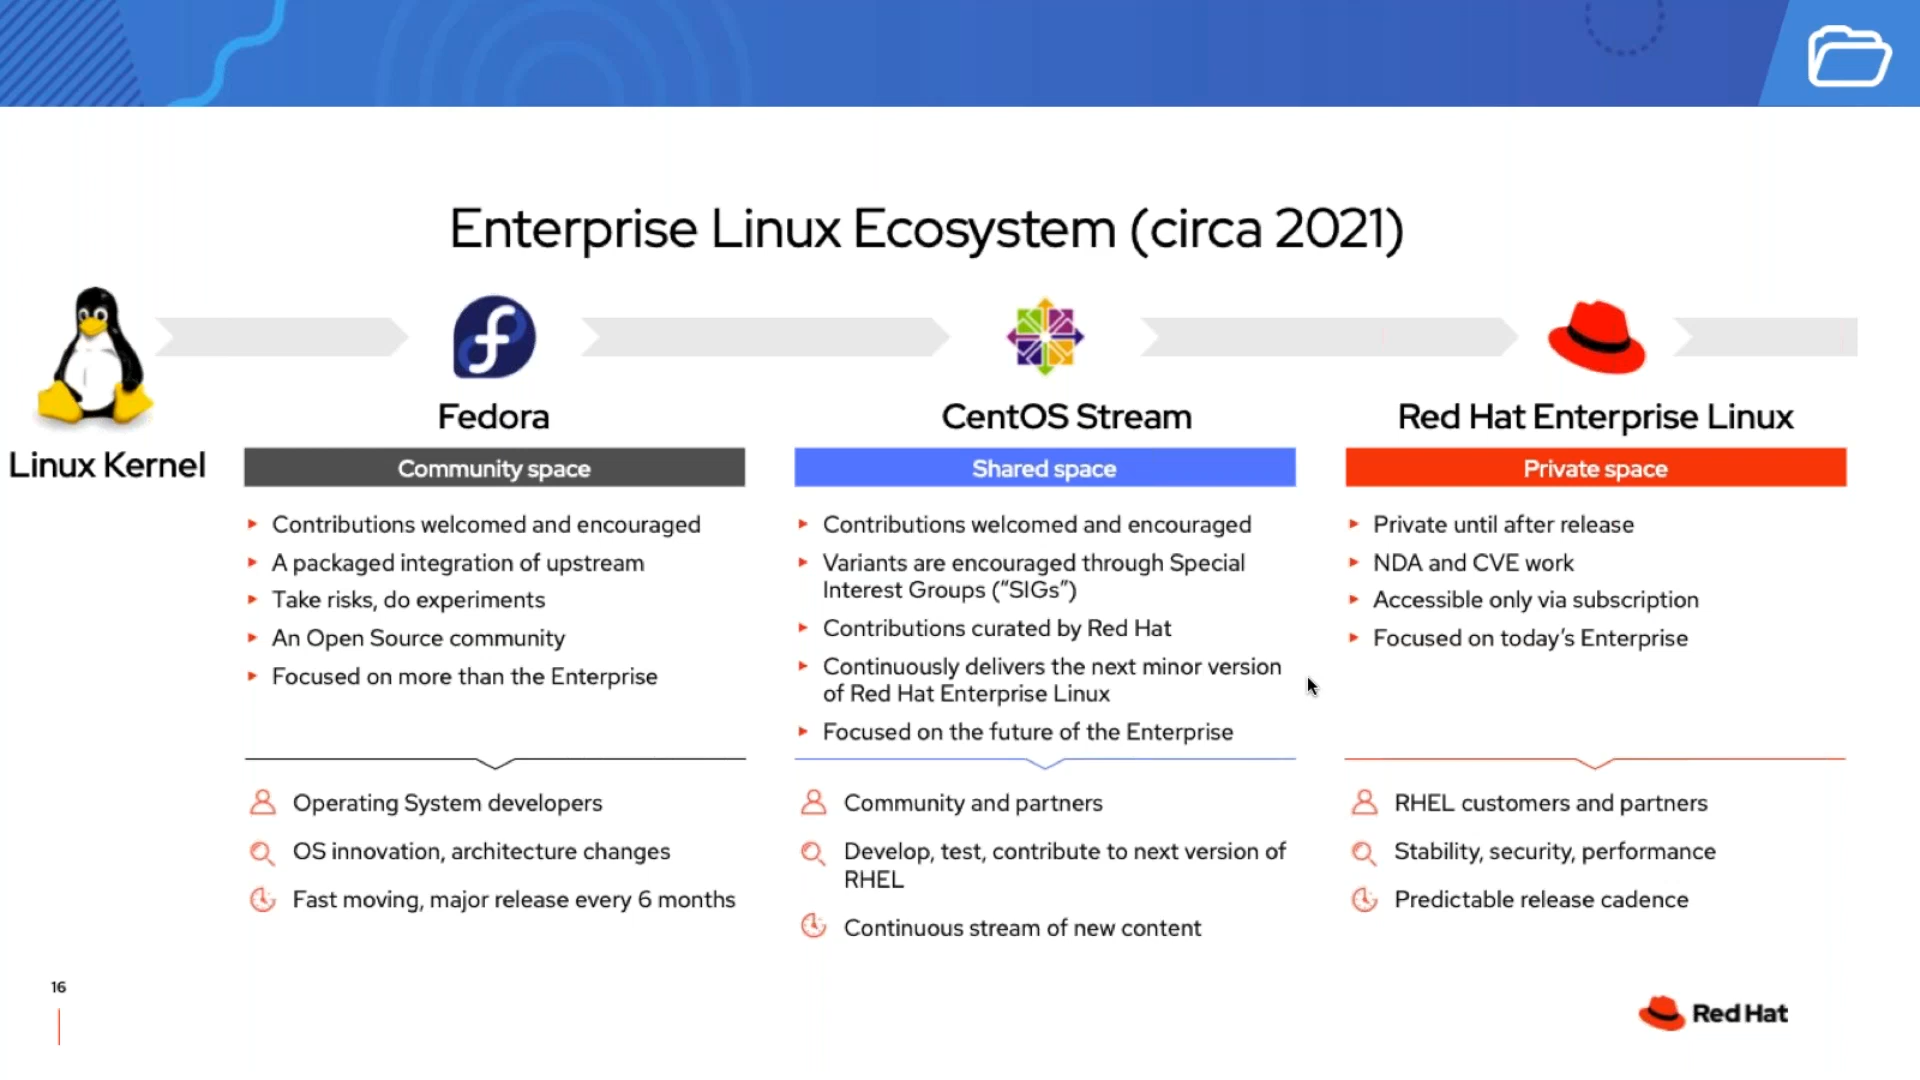 Enterprise Linux Ecosystem (circa 2021)
Linux Kernel
Fedora
Community space
Contributions welcomed and encouraged
A packaged integration of upstream
Take risks, do experiments
An Open Source community
Focused on more than the Enterprise
Operating System developers
OS innovation, architecture changes
Fast moving, major release every 6 months
CentOS Stream
Shared space
Contributions welcomed and encouraged
Variants are encouraged through Special
Interest Groups (“SIGs”)
Contributions curated by Red Hat
Continuously delivers the next minor version
of Red Hat Enterprise Linux
Focused on the future of the Enterprise
Community and partners
Develop, test, contribute to next version of
RHEL
Continuous stream of new content
Red Hat Enterprise Linux
Private space
Private until after release
NDA and CVE work
Accessible only via subscription
Focused on today’s Enterprise
RHEL customers and partners
Stability, security, performance
Predictable release cadence
16
Red Hat